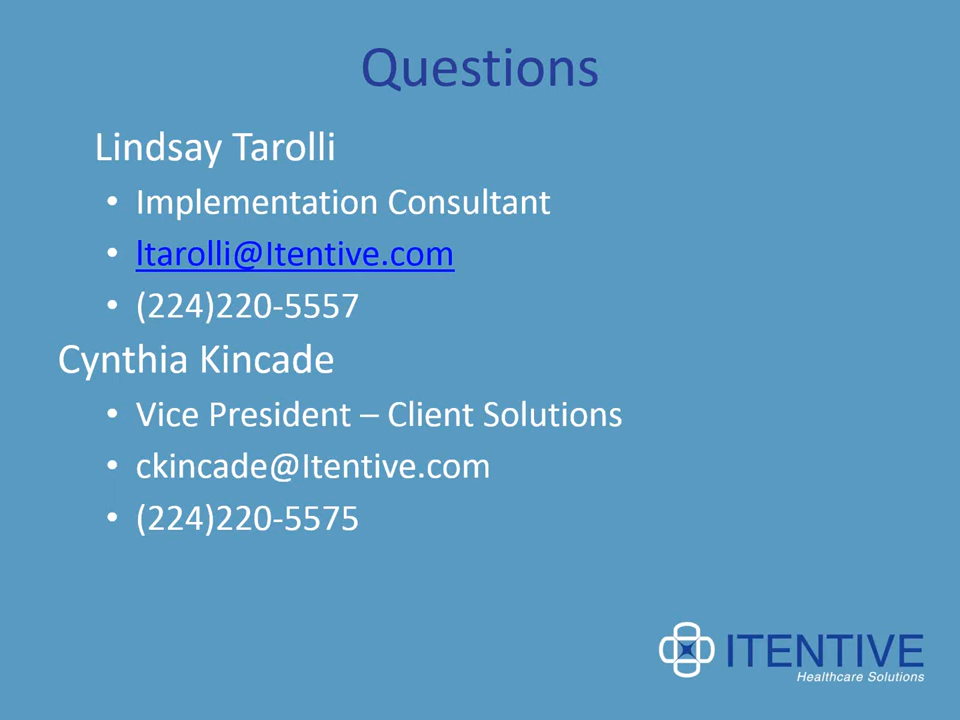 Questions
Lindsay Tarolli
• Implementation Consultant
• ltarolli@Itentive.com
• (224)220-5557
Cynthia Kincade
• Vice President – Client Solutions
• ckincade@Itentive.com
• (224)220-5575
ITENTIVE
Healthcare Solutions